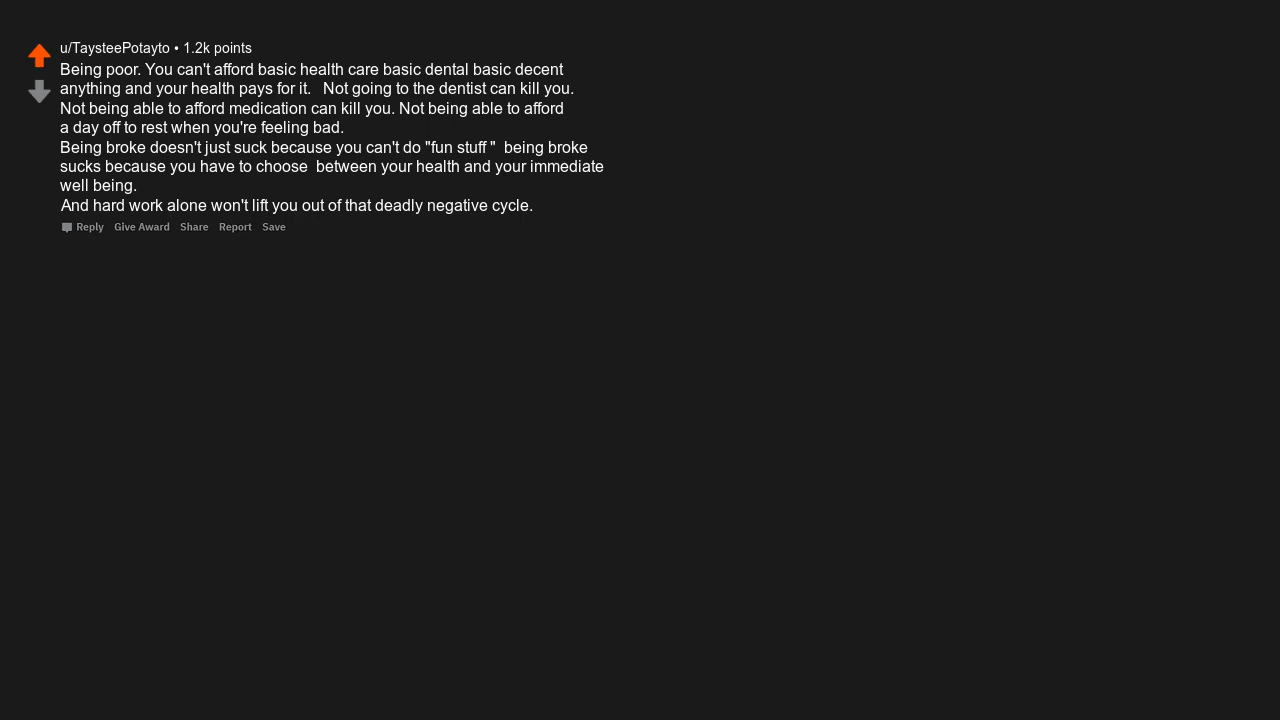 u/TaysteePotayto • 1.2k points
Being poor. You can't afford basic health care basic dental basic decent
anything and your health pays for it.   Not going to the dentist can kill you.
Not being able to afford medication can kill you. Not being able to afford
a day off to rest when you're feeling bad.
Being broke doesn't just suck because you can't do "fun stuff "  being broke
sucks because you have to choose  between your health and your immediate
well being.
And hard work alone won't lift you out of that deadly negative cycle.
Reply Give Award Share Report Save